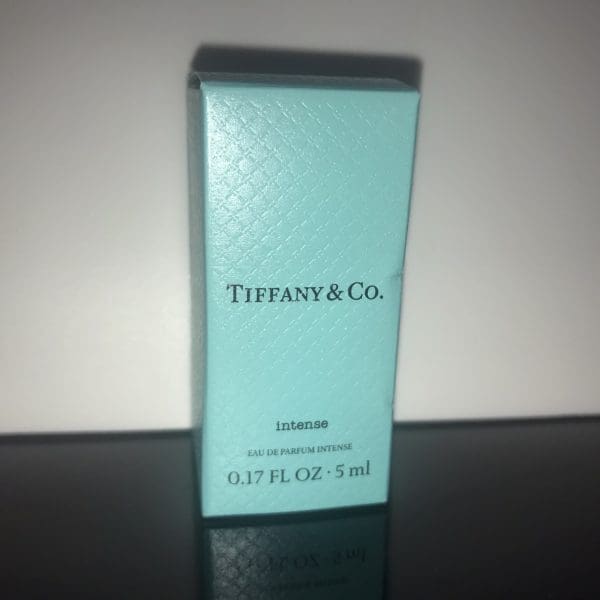 TIFFANY & CO.
intense
EAU DE PARFUM INTENSE
0.17 FL OZ · 5 ml